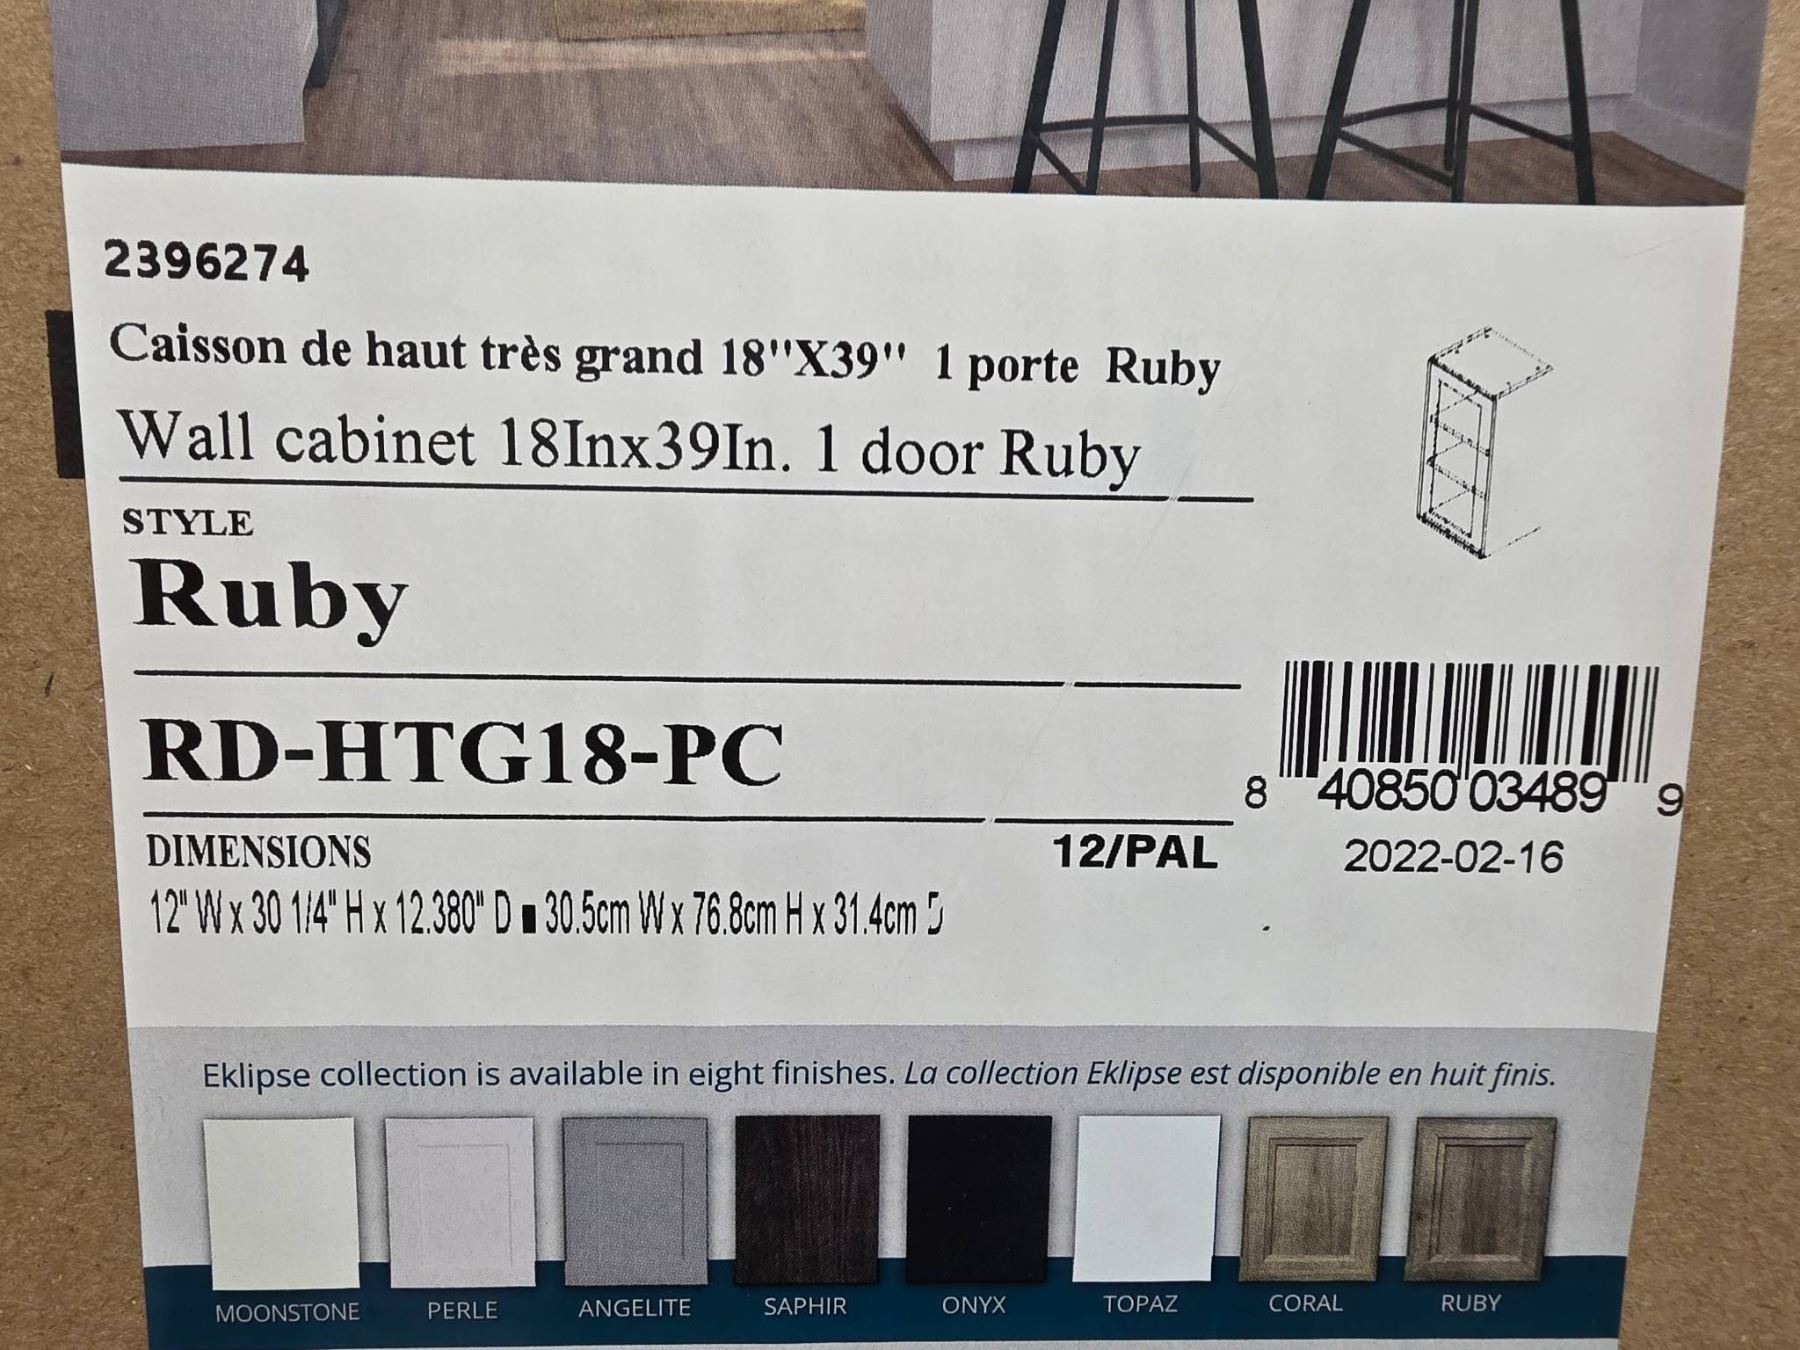 2396274
Caisson de haut très grand 18"X39" 1 porte Ruby
Wall cabinet 18Inx39In. 1 door Ruby
STYLE
Ruby
RD-HTG18-PC
8 40850 03489 9
DIMENSIONS
12/PAL
2022-02-16
12" W x 30 1/4" H x 12.380" D ■ 30.5cm W x 76.8cm H x 31.4cm D
Eklipse collection is available in eight finishes. La collection Eklipse est disponible en huit finis.
MOONSTONE PERLE ANGELITE SAPHIR ONYX TOPAZ CORAL RUBY